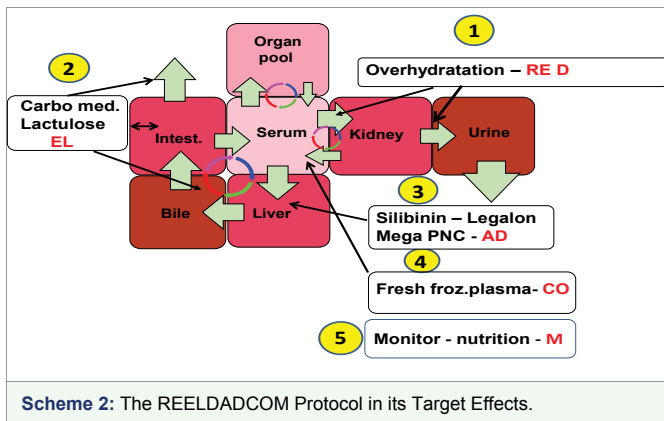 1
Organ
pool
2
Overhydratation – RE D
Carbo med.
Lactulose
EL
Intest.
Serum
Kidney
Urine
3
Bile
Liver
Silibinin – Legalon
Mega PNC - AD
4
Fresh froz.plasma- CO
5
Monitor - nutrition - M
Scheme 2: The REELDADCOM Protocol in its Target Effects.